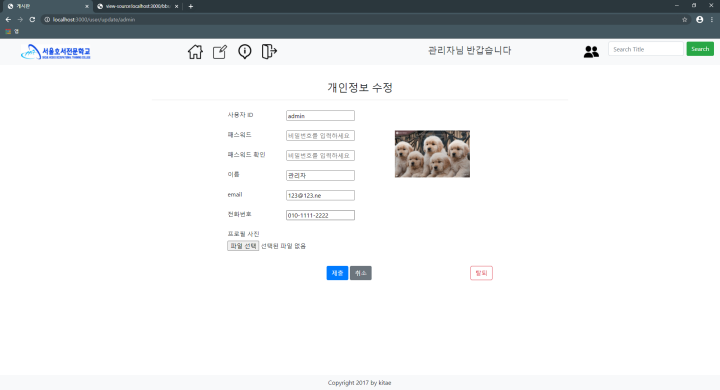 게시판
view-source:localhost:3000/bbs
localhost:3000/user/update/admin
서울호서전문학교
관리자님 반갑습니다
Search Title
Search
개인정보 수정
사용자 ID
admin
패스워드
비밀번호를 입력하세요
패스워드 확인
비밀번호를 입력하세요
이름
관리자
email
123@123.ne
전화번호
010-1111-2222
프로필 사진
파일 선택 선택된 파일 없음
제출
취소
탈퇴
Copyright 2017 by kitae